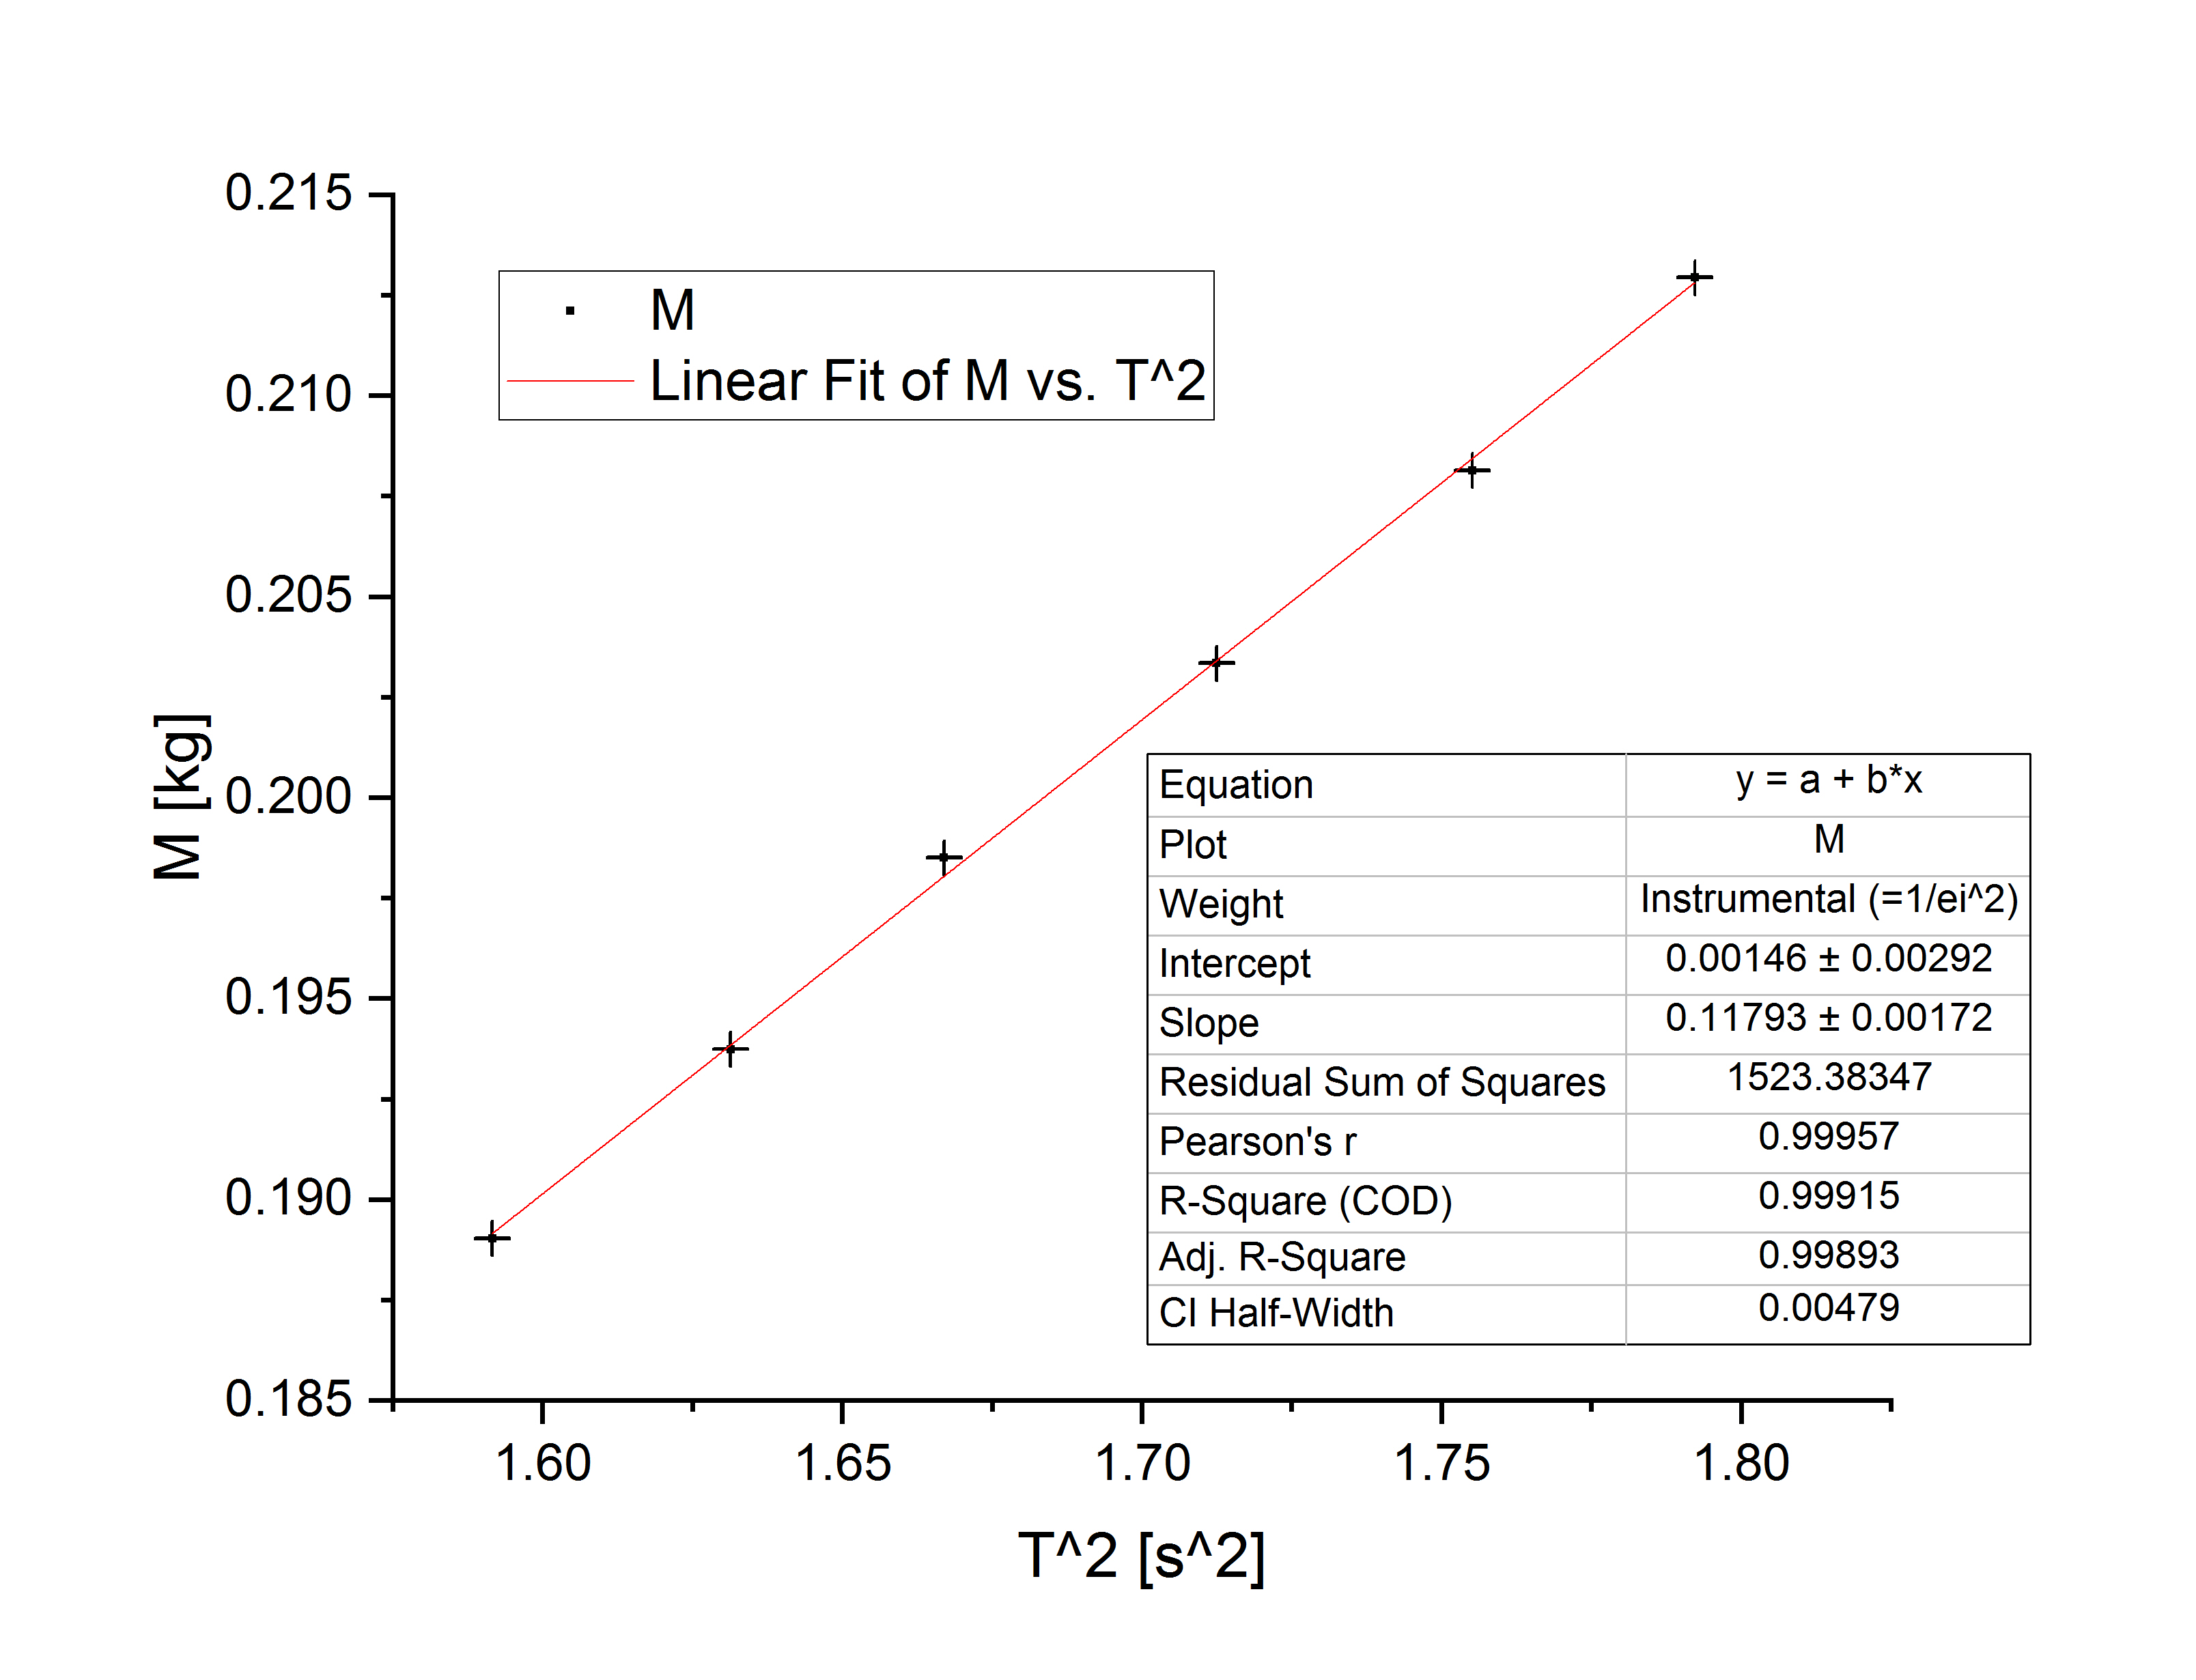 0.215
0.210
0.205
0.200
0.195
0.190
0.185
M [kg]
M
Linear Fit of M vs. T^2
Equation y = a + b*x
Plot M
Weight Instrumental (=1/ei^2)
Intercept 0.00146 ± 0.00292
Slope 0.11793 ± 0.00172
Residual Sum of Squares 1523.38347
Pearson's r 0.99957
R-Square (COD) 0.99915
Adj. R-Square 0.99893
CI Half-Width 0.00479
1.60 1.65 1.70 1.75 1.80
T^2 [s^2]